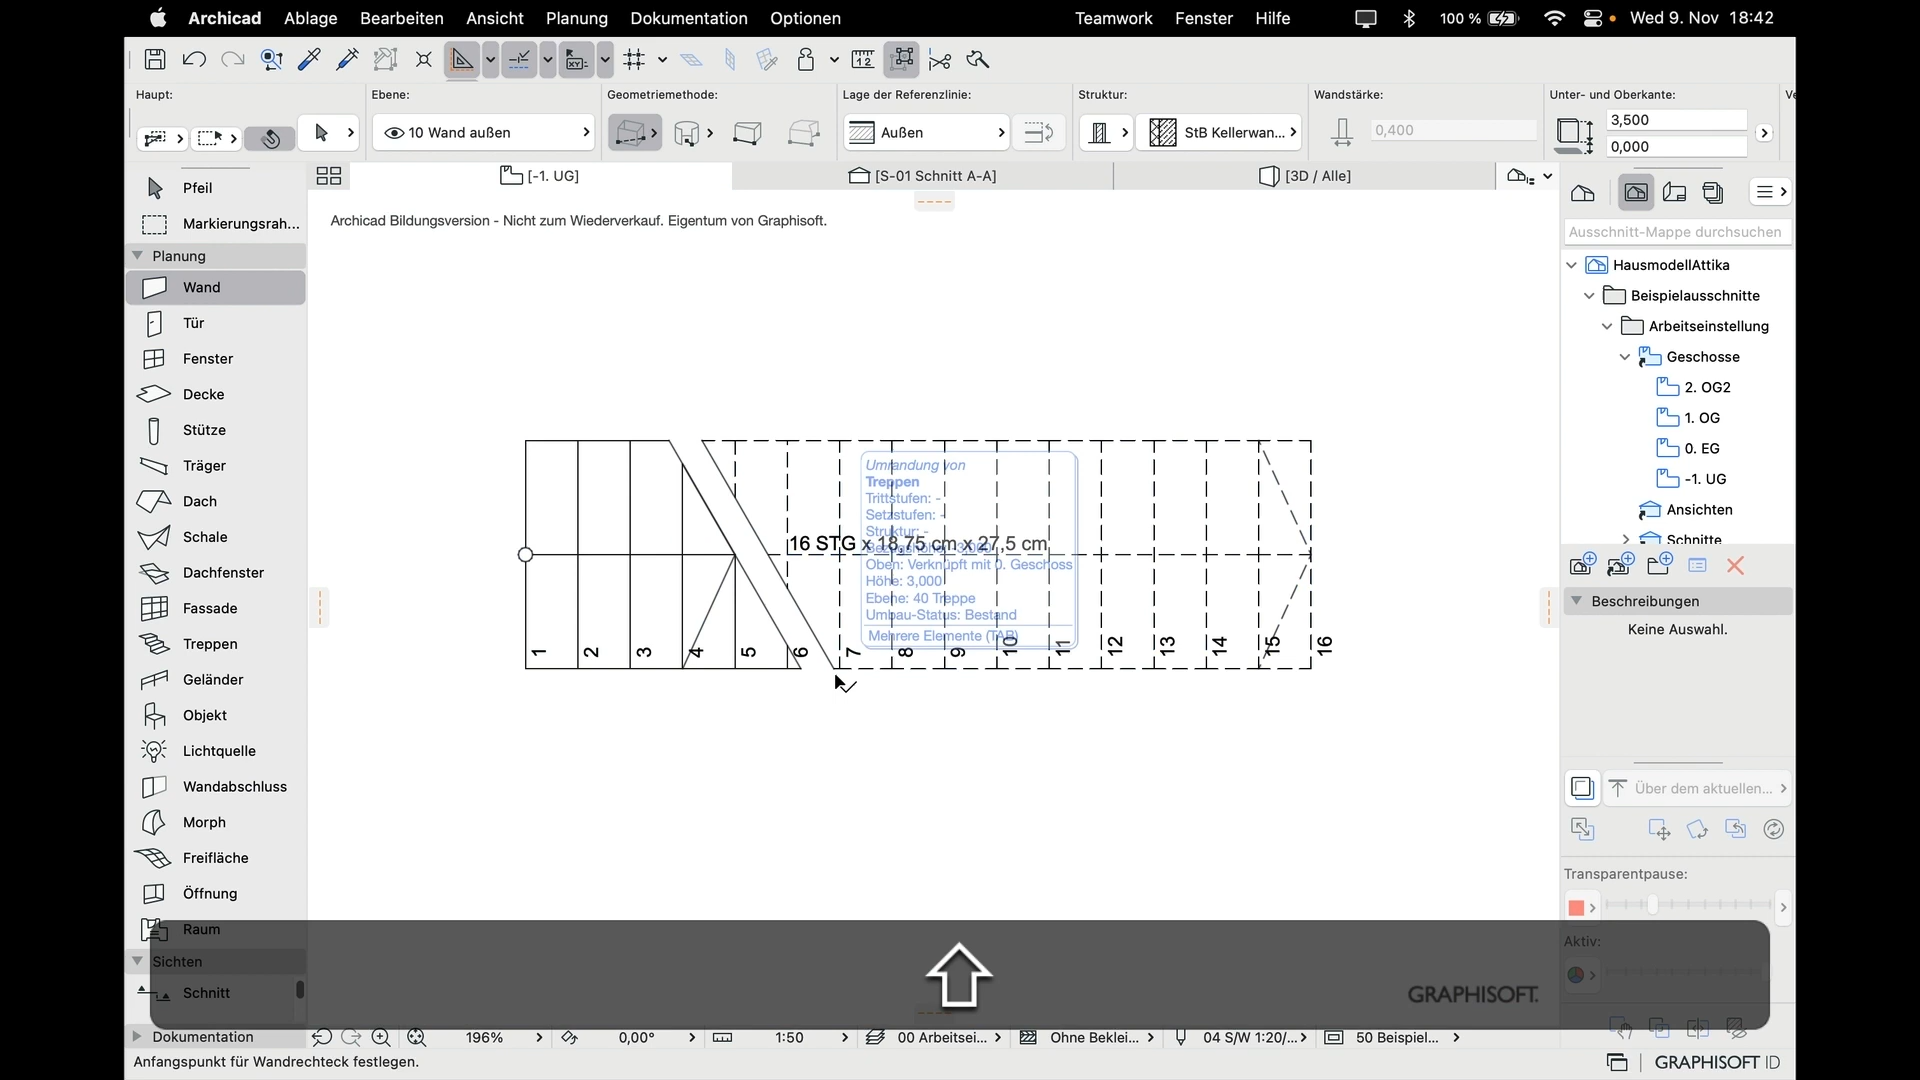 Archicad Ablage Bearbeiten Ansicht Planung Dokumentation Optionen Teamwork Fenster Hilfe 100 % Wed 9. Nov 18:42
Haupt: Ebene: Geometriemethode: Lage der Referenzlinie: Struktur: Wandstärke: Unter- und Oberkante:
10 Wand außen Außen StB Kellerwan... 0,400 3,500
0,000
[-1. UG] [S-01 Schnitt A-A] [3D / Alle]
Archicad Bildungsversion - Nicht zum Wiederverkauf. Eigentum von Graphisoft.
Pfeil
Markierungsrah...
Planung
Wand
Tür
Fenster
Decke
Stütze
Träger
Dach
Schale
Dachfenster
Fassade
Treppen
Geländer
Objekt
Lichtquelle
Wandabschluss
Morph
Freifläche
Öffnung
Raum
Sichten
Schnitt
Dokumentation
Umrandung von
Treppen
Trittstufen: -
Setzstufen: -
Struktur: -
16 STG x 18,75 cm x 27,5 cm
Oben: Verknüpft mit 0. Geschoss
Höhe: 3,000
Ebene: 40 Treppe
Umbau-Status: Bestand
Mehrere Elemente (TAB)
1 2 3 4 5 6 7 8 9 10 11 12 13 14 15 16
Ausschnitt-Mappe durchsuchen
HausmodellAttika
Beispielausschnitte
Arbeitseinstellung
Geschosse
2. OG2
1. OG
0. EG
-1. UG
Ansichten
Schnitte
Beschreibungen
Keine Auswahl.
Über dem aktuellen...
Transparentpause:
Aktiv:
GRAPHISOFT.
196% 0,00° 1:50 00 Arbeitsei... Ohne Beklei... 04 S/W 1:20/... 50 Beispiel...
Anfangspunkt für Wandrechteck festlegen.
GRAPHISOFT ID